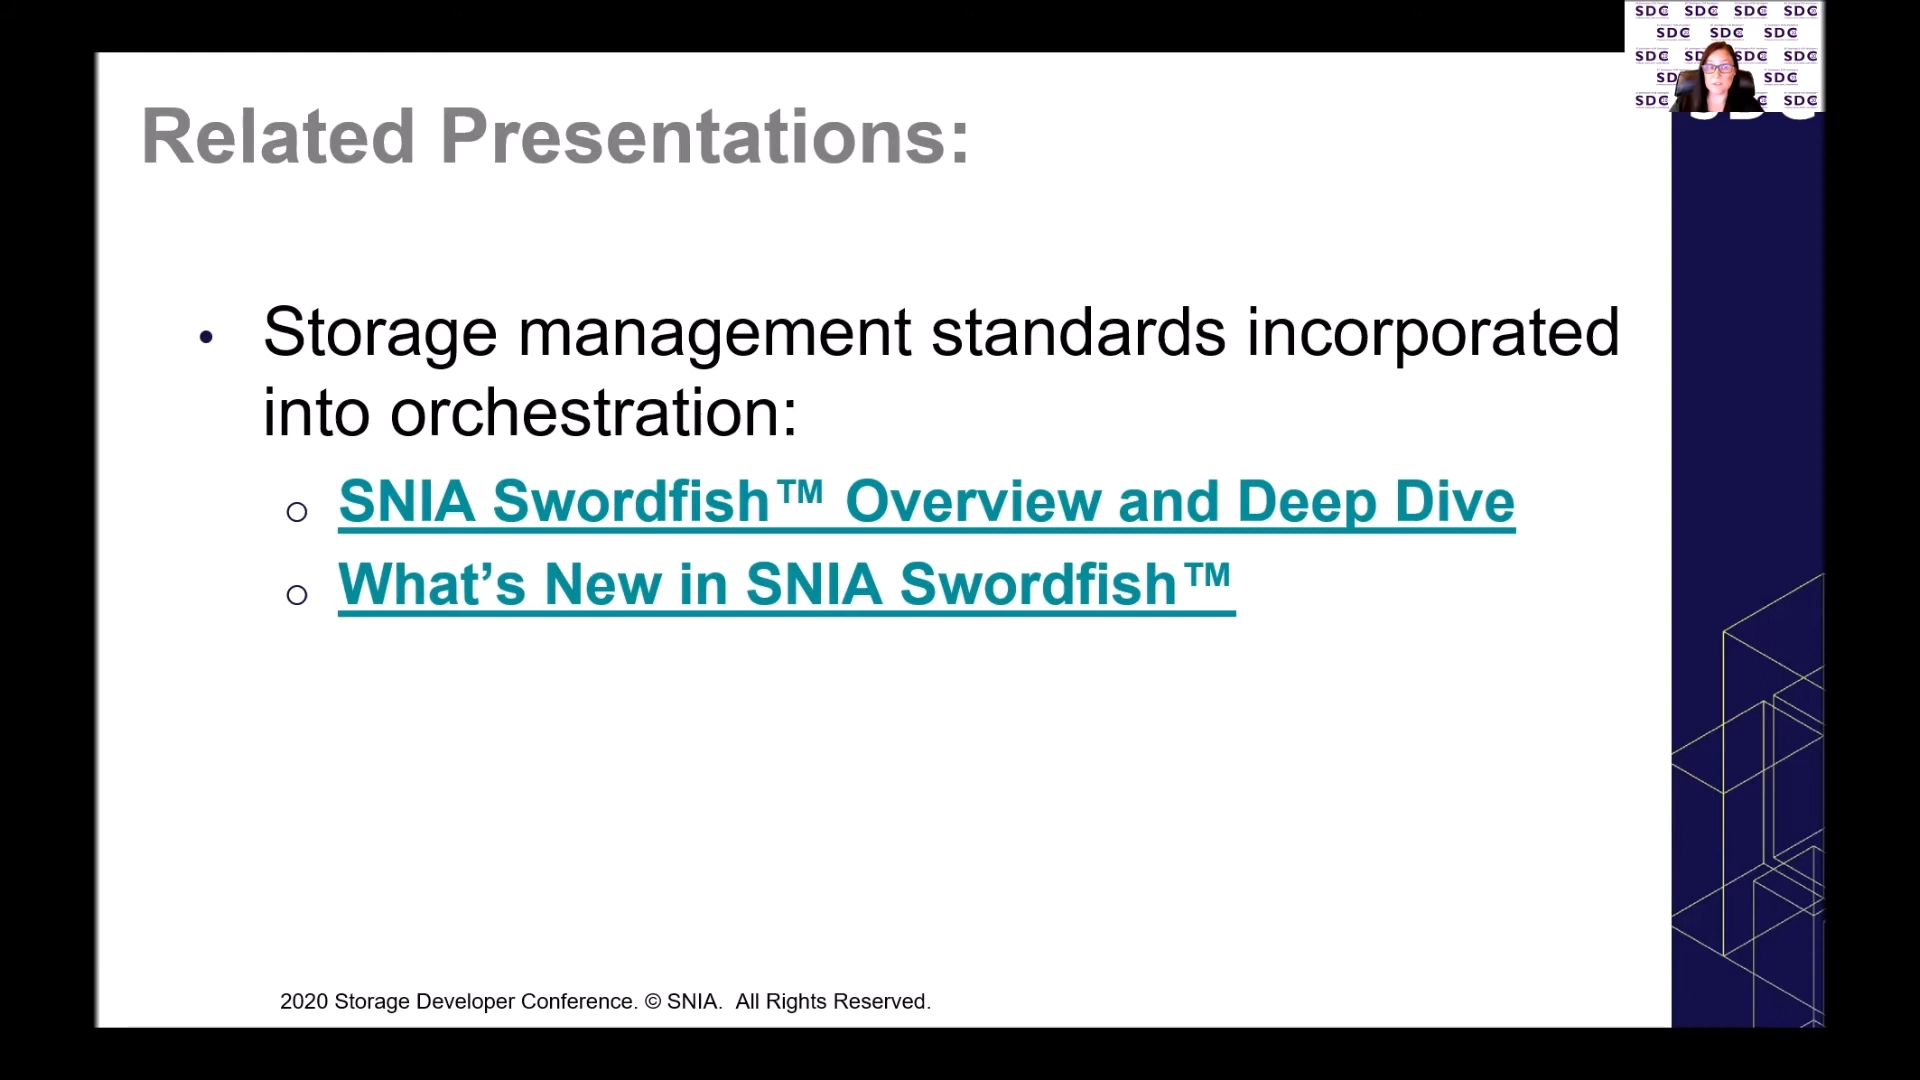 SDC SDC SDC SDC
SDC SDC SDC
SDC SDC SDC
SDC
SDC SDC
SDC
Related Presentations:
• Storage management standards incorporated
into orchestration:
o SNIA Swordfish™ Overview and Deep Dive
o What’s New in SNIA Swordfish™
2020 Storage Developer Conference. © SNIA. All Rights Reserved.